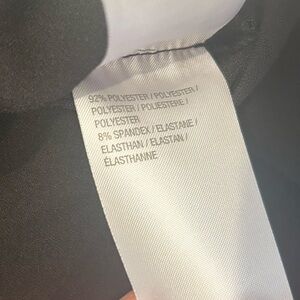 92% POLYESTER / POLYESTER /
POLYESTER / POLIESTERE /
POLYESTER
8% SPANDEX / ELASTANE /
ELASTHAN / ELASTAN /
ÉLASTHANNE